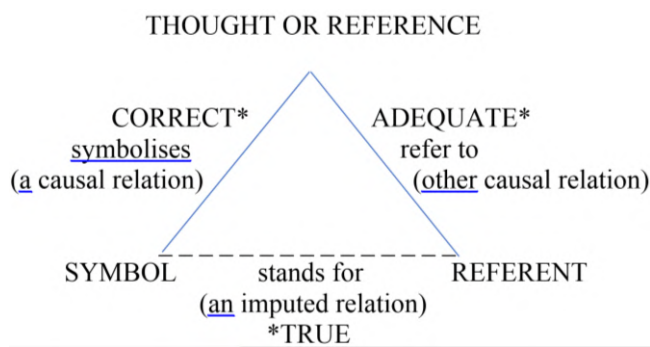 THOUGHT OR REFERENCE
CORRECT* ADEQUATE*
symbolises refer to
(a causal relation) (other causal relation)
SYMBOL stands for REFERENT
(an imputed relation)
*TRUE